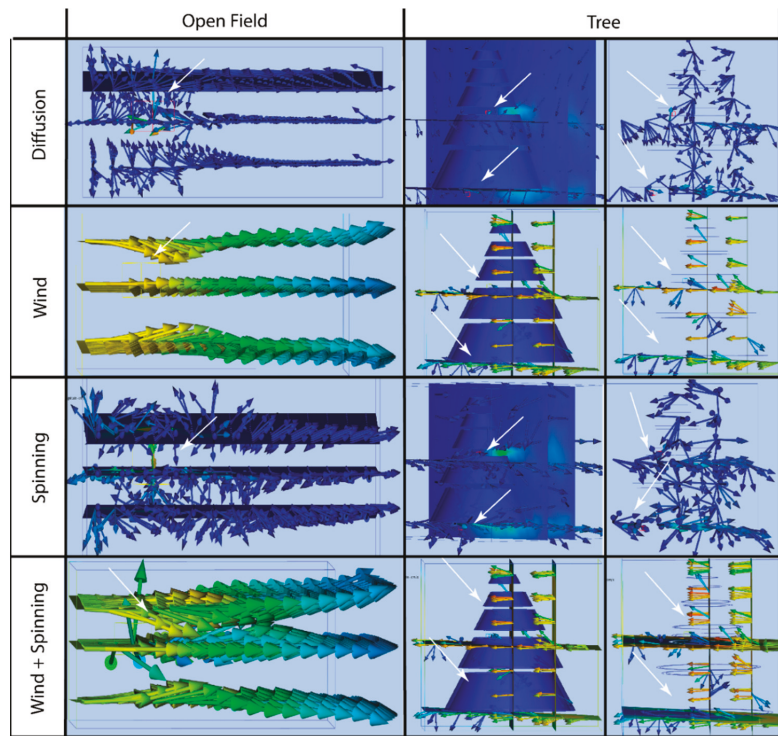 Open Field
Tree
Diffusion
Wind
Spinning
Wind + Spinning